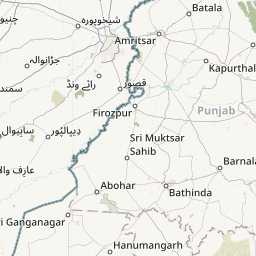 Batala
شیخوپورہ
Amritsar
جڑانوالہ
Kapurthal
رائے ونڈ
قصور
Punjab
Firozpur
دیپالپور
ساہیوال
Sri Muktsar
Sahib
عارف والا
Barnal
Abohar
Bathinda
i Ganganagar
Hanumangarh